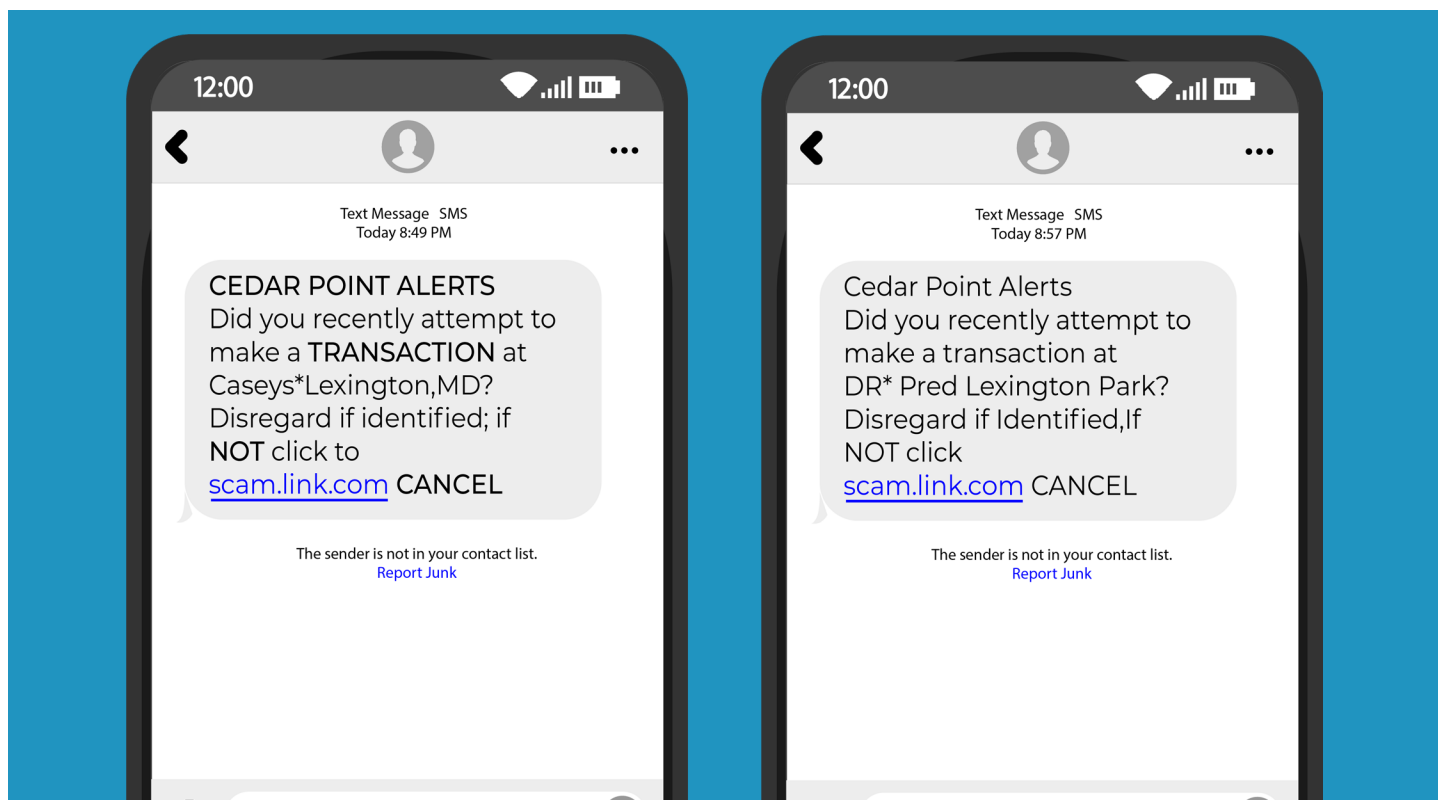 12:00
Text Message SMS
Today 8:49 PM
CEDAR POINT ALERTS
Did you recently attempt to
make a TRANSACTION at
Caseys*Lexington,MD?
Disregard if identified; if
NOT click to
scam.link.com CANCEL
The sender is not in your contact list.
Report Junk
12:00
Text Message SMS
Today 8:57 PM
Cedar Point Alerts
Did you recently attempt to
make a transaction at
DR* Pred Lexington Park?
Disregard if Identified,If
NOT click
scam.link.com CANCEL
The sender is not in your contact list.
Report Junk